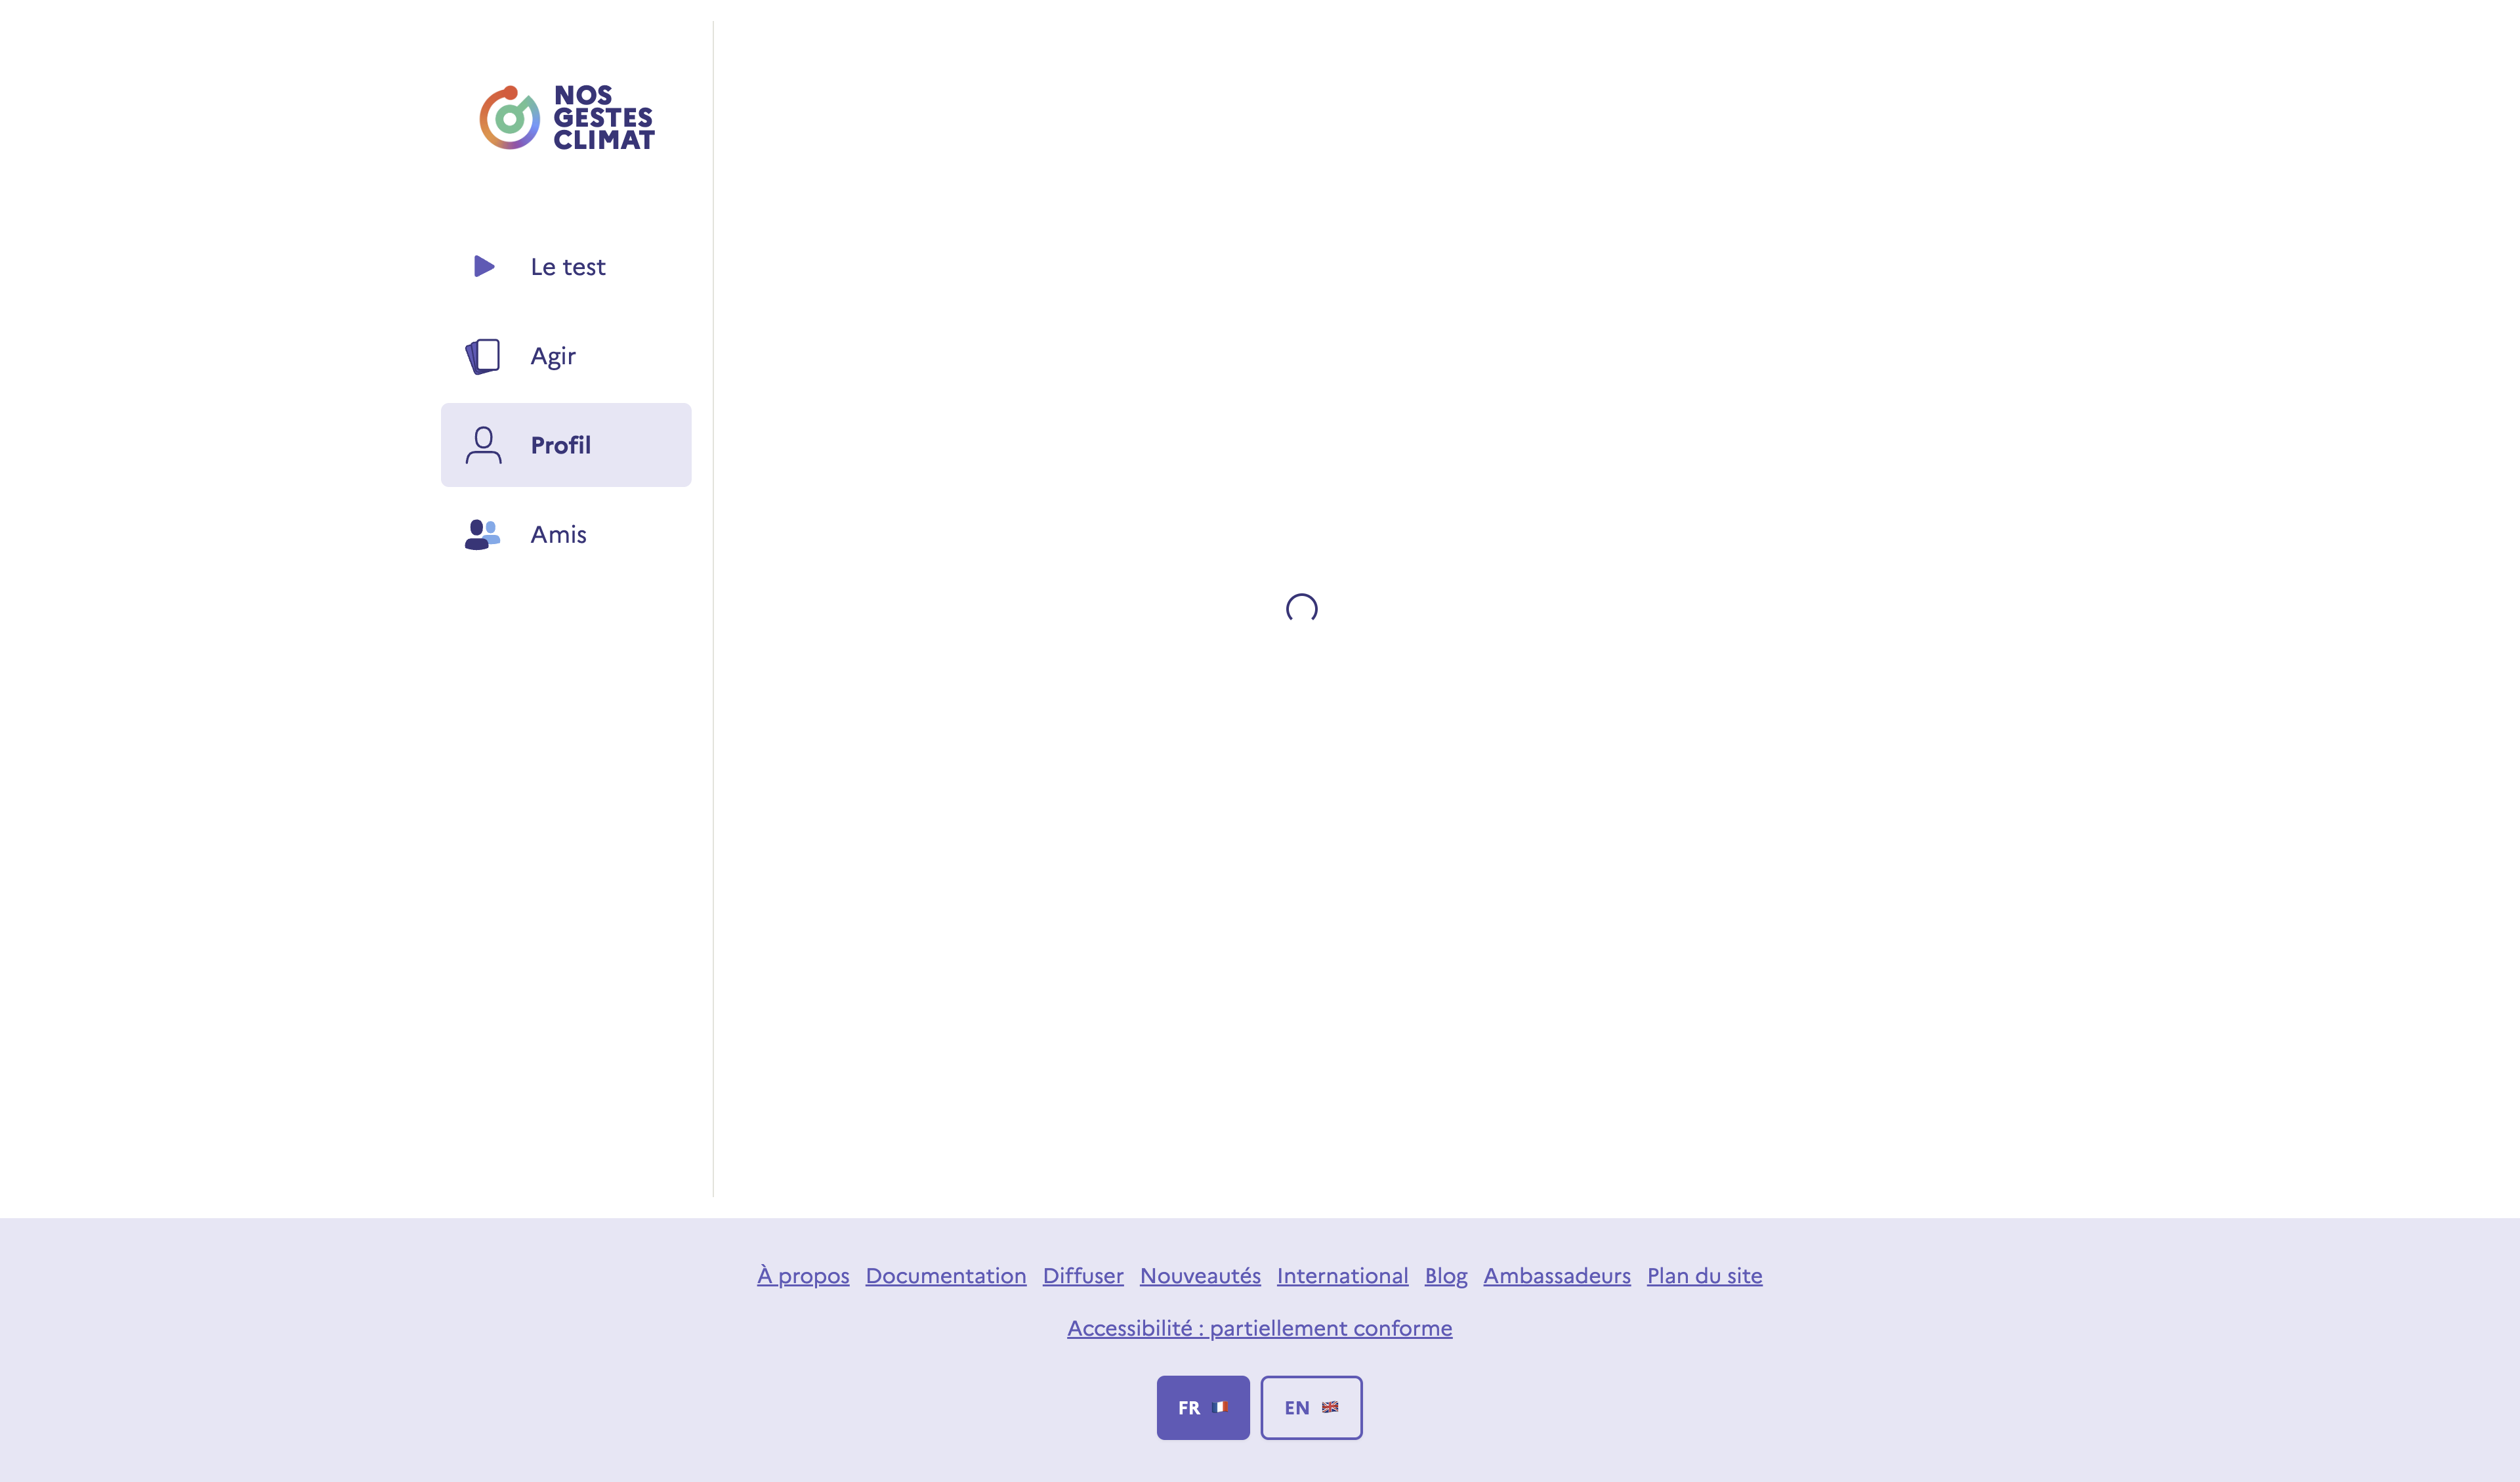 NOS
GESTES
CLIMAT
Le test
Agir
Profil
Amis
À propos Documentation Diffuser Nouveautés International Blog Ambassadeurs Plan du site
Accessibilité : partiellement conforme
FR EN